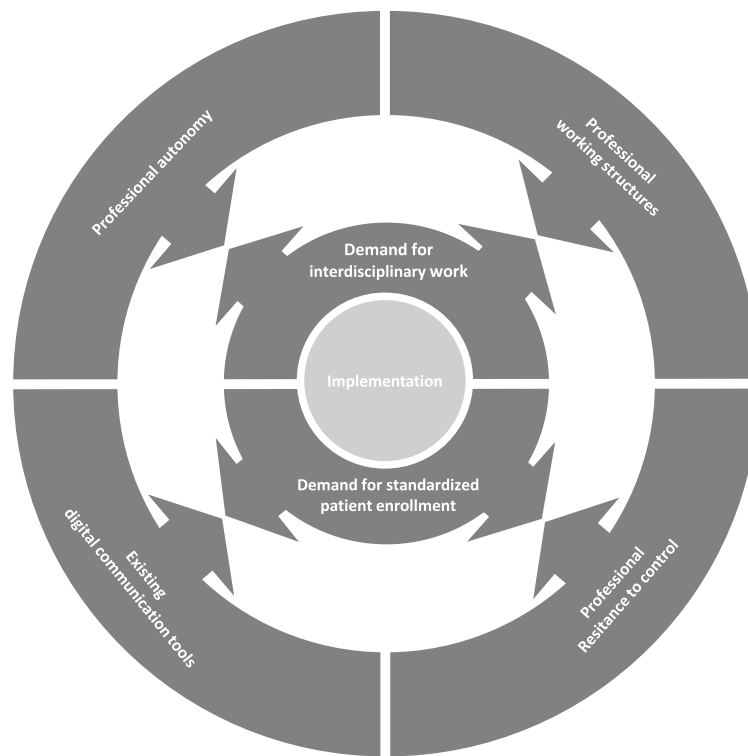 Professional autonomy
Professional
working structures
Demand for
interdisciplinary work
Implementation
Demand for standardized
patient enrollment
Existing
digital communication tools
Professional
Resitance to control